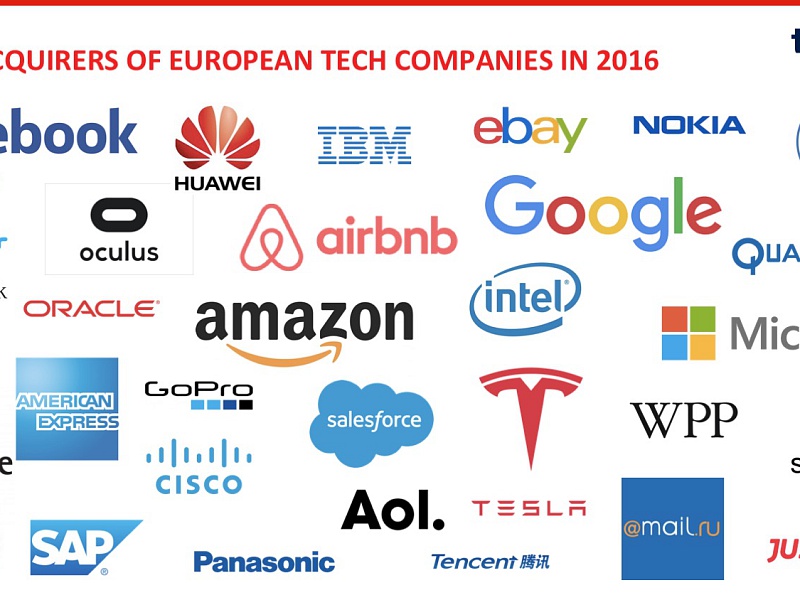 CQUIRERS OF EUROPEAN TECH COMPANIES IN 2016
ebook
HUAWEI
IBM
ebay
NOKIA
oculus
airbnb
Google
QUA
ORACLE®
amazon
intel®
Mic
AMERICAN
EXPRESS
GoPro
salesforce
TESLA
WPP
CISCO
Aol.
@mail.ru
SAP®
Panasonic
Tencent 腾讯
JU